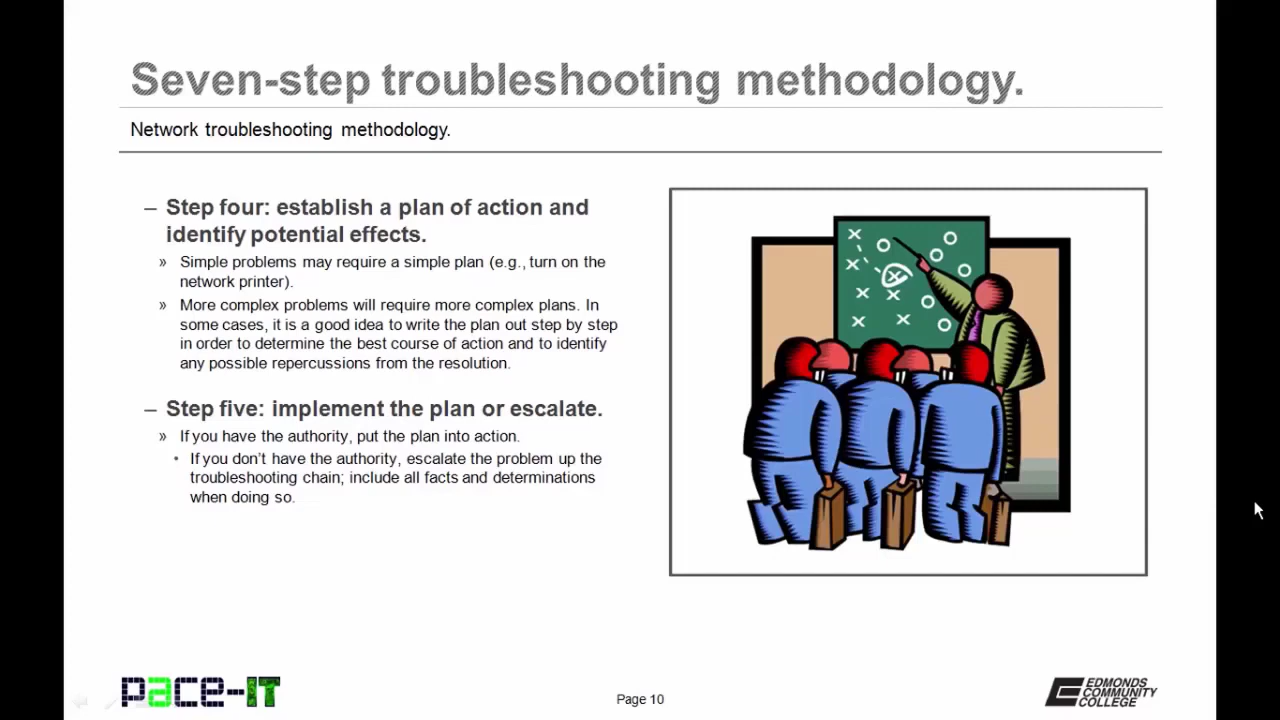 Seven-step troubleshooting methodology.
Network troubleshooting methodology.
– Step four: establish a plan of action and
identify potential effects.
» Simple problems may require a simple plan (e.g., turn on the
network printer).
» More complex problems will require more complex plans. In
some cases, it is a good idea to write the plan out step by step
in order to determine the best course of action and to identify
any possible repercussions from the resolution.
– Step five: implement the plan or escalate.
» If you have the authority, put the plan into action.
• If you don’t have the authority, escalate the problem up the
troubleshooting chain; include all facts and determinations
when doing so.
pace-IT
Page 10
EDMONDS
COMMUNITY
COLLEGE